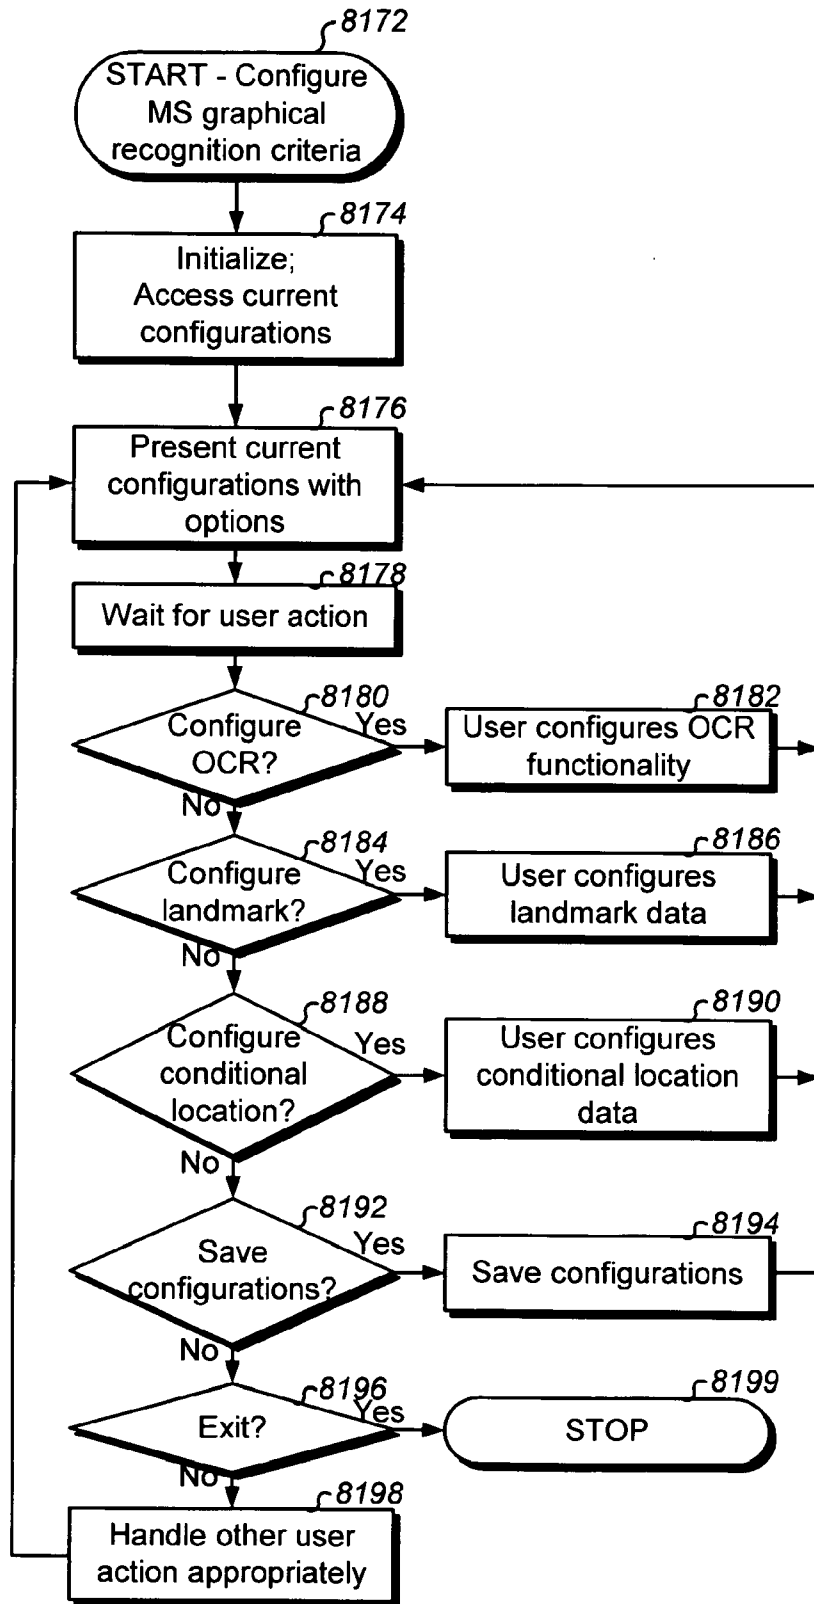 8172
START - Configure
MS graphical
recognition criteria
8174
Initialize;
Access current
configurations
8176
Present current
configurations with
options
8178
Wait for user action
8180
Configure
OCR?
Yes
No
8182
User configures OCR
functionality
8184
Configure
landmark?
Yes
No
8186
User configures
landmark data
8188
Configure
conditional
location?
Yes
No
8190
User configures
conditional location
data
8192
Save
configurations?
Yes
No
8194
Save configurations
8196
Exit?
Yes
No
8199
STOP
8198
Handle other user
action appropriately